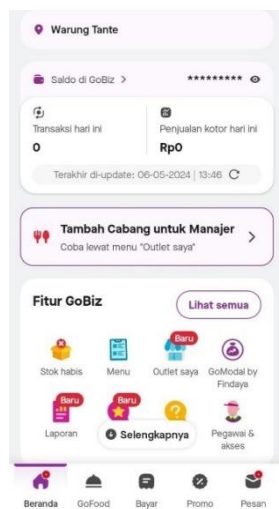 Warung Tante
Saldo di GoBiz > *********
Transaksi hari ini
0
Penjualan kotor hari ini
Rp0
Terakhir di-update: 06-05-2024 | 13:46
Tambah Cabang untuk Manajer
Coba lewat menu "Outlet saya"
Fitur GoBiz
Lihat semua
Stok habis
Menu
Baru
Outlet saya
GoModal by
Findaya
Baru
Laporan
Baru
Selengkapnya
Pegawai &
akses
Beranda
GoFood
Bayar
Promo
Pesan